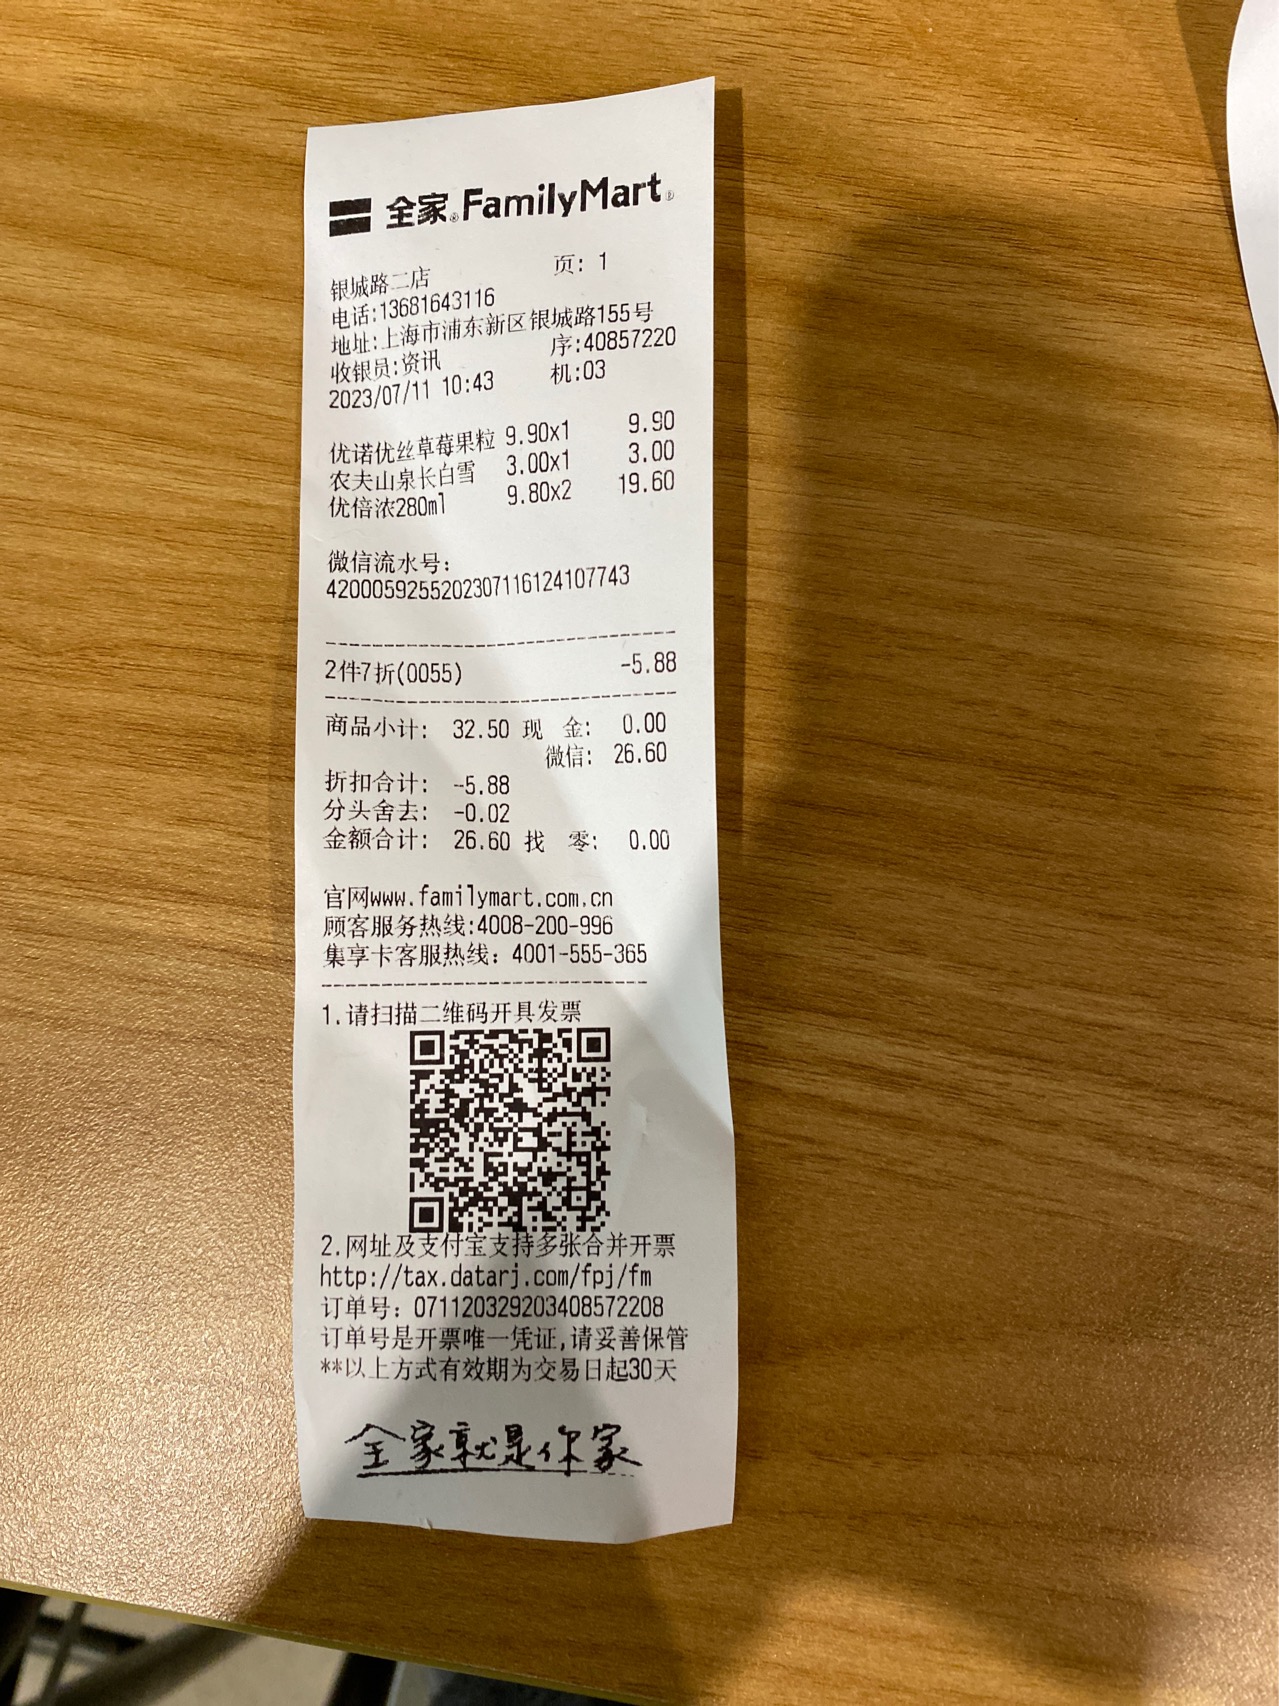 全家® FamilyMart®
页: 1
银城路二店
电话:13681643116
地址:上海市浦东新区银城路155号
收银员:资讯 序:40857220
2023/07/11 10:43 机:03
优诺优丝草莓果粒 9.90x1 9.90
农夫山泉长白雪 3.00x1 3.00
优倍浓280ml 9.80x2 19.60
微信流水号:
4200059255202307116124107743
2件7折(0055) -5.88
商品小计: 32.50 现 金: 0.00
微信: 26.60
折扣合计: -5.88
分头舍去: -0.02
金额合计: 26.60 找 零: 0.00
官网www.familymart.com.cn
顾客服务热线:4008-200-996
集享卡客服热线: 4001-555-365
1.请扫描二维码开具发票
2.网址及支付宝支持多张合并开票
http://tax.datarj.com/fpj/fm
订单号: 071120329203408572208
订单号是开票唯一凭证,请妥善保管
**以上方式有效期为交易日起30天
全家就是你家